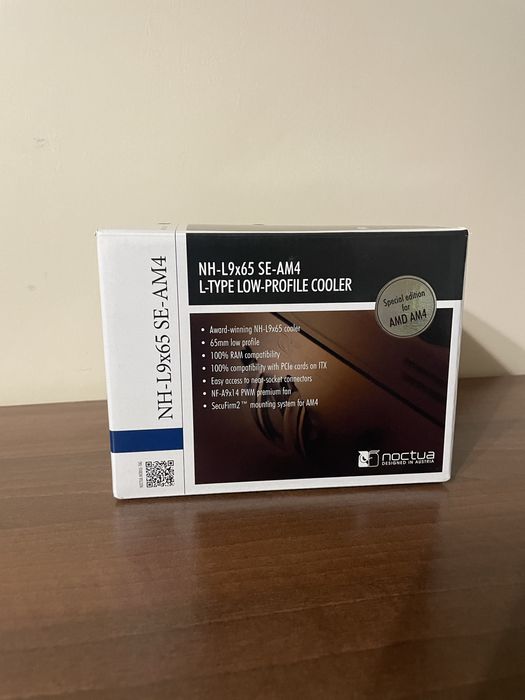 NH-L9x65 SE-AM4
NH-L9x65 SE-AM4
L-TYPE LOW-PROFILE COOLER
Special edition
for
AMD AM4
• Award-winning NH-L9x65 cooler
• 65mm low profile
• 100% RAM compatibility
• 100% compatibility with PCIe cards on ITX
• Easy access to near-socket connectors
• NF-A9x14 PWM premium fan
• SecuFirm2™ mounting system for AM4
noctua
DESIGNED IN AUSTRIA